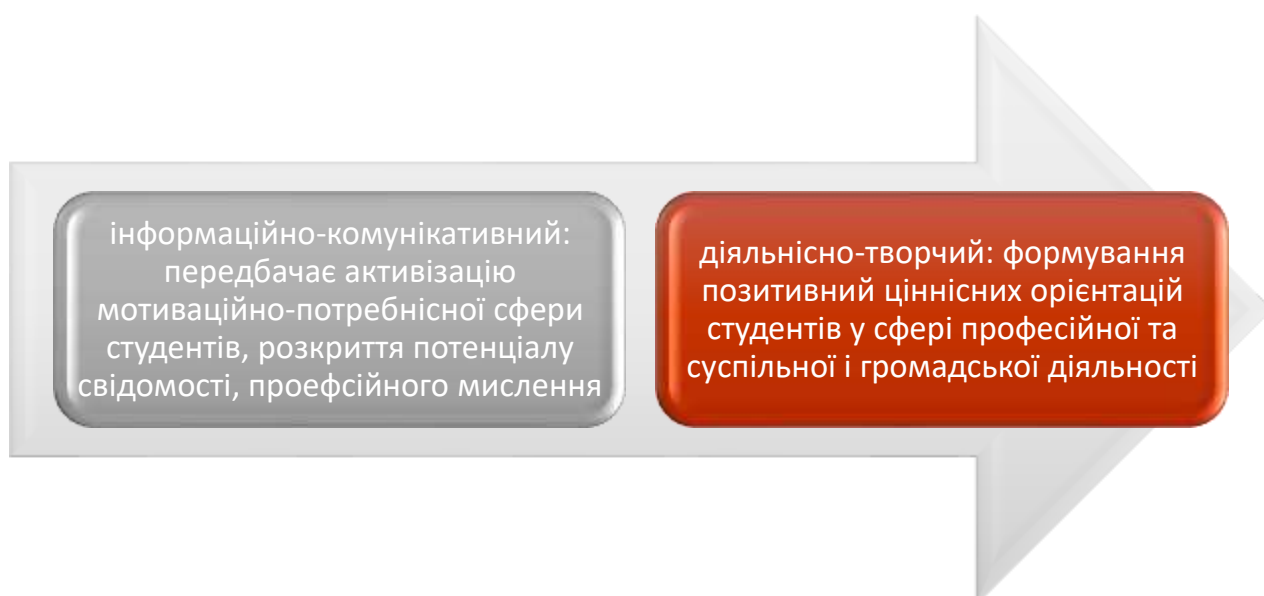 інформаційно-комунікативний:
передбачає активізацію
мотиваційно-потребнісної сфери
студентів, розкриття потенціалу
свідомості, проефсійного мислення
діяльнісно-творчий: формування
позитивний ціннісних орієнтацій
студентів у сфері професійної та
суспільної і громадської діяльності